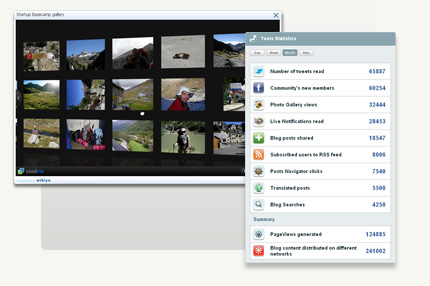 Startup Basecamp gallery
cooliris
wibiya
Tools Statistics
Day Week Month Max
Number of tweets read 65887
Community's new members 60254
Photo Gallery views 32444
Live Notifications read 28453
Blog posts shared 18547
Subscribed users to RSS feed 8006
Posts Navigator clicks 7540
Translated posts 5500
Blog Searches 4250
Summary
PageViews generated 124885
Blog content distributed on different
networks 241002